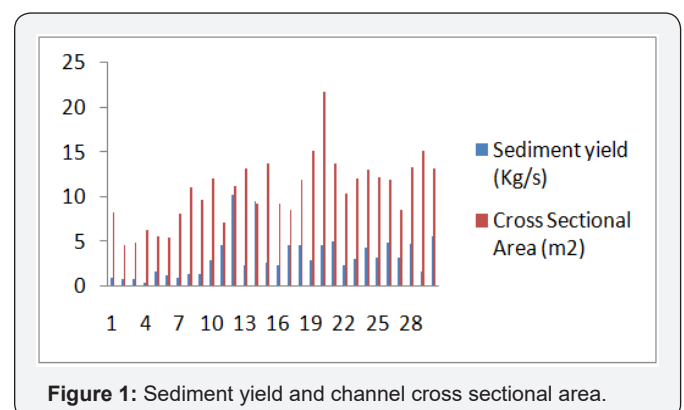 25
20
15
10
5
0
1 4 7 10 13 16 19 22 25 28
Sediment yield
(Kg/s)
Cross Sectional
Area (m2)
Figure 1: Sediment yield and channel cross sectional area.